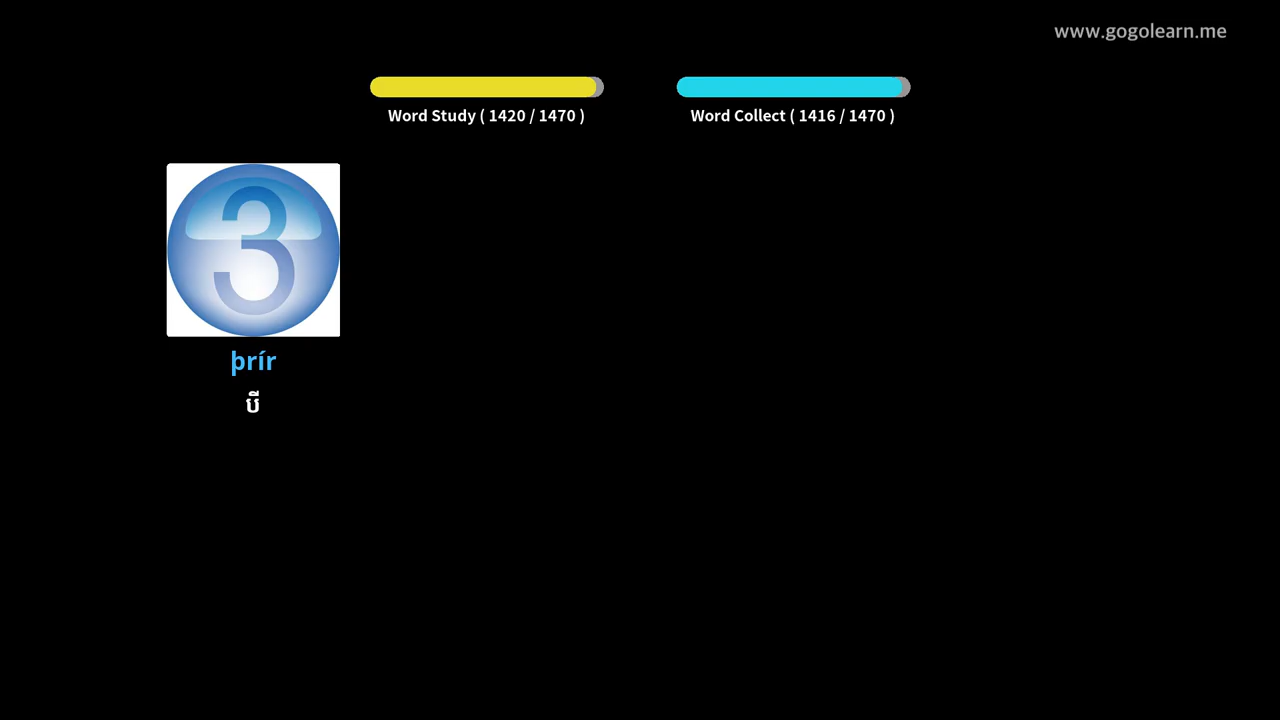 www.gogolearn.me
Word Study ( 1420 / 1470 )
Word Collect ( 1416 / 1470 )
3
þrír
បី